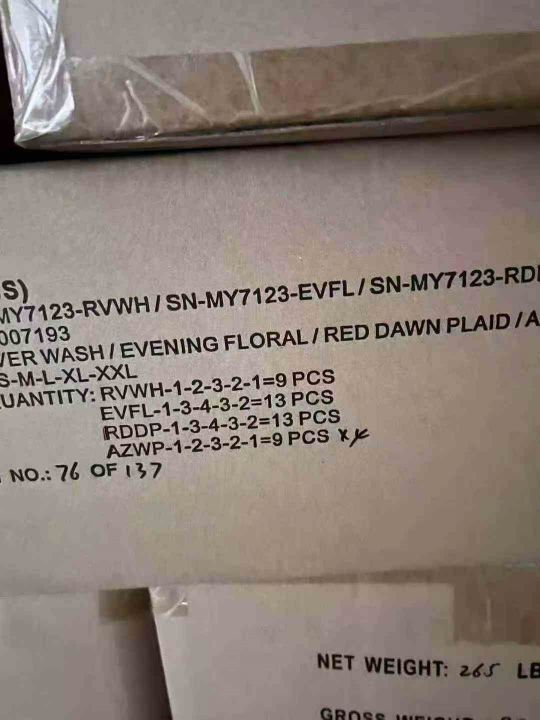 S)
MY7123-RVWH / SN-MY7123-EVFL / SN-MY7123-RDD
007193
VER WASH / EVENING FLORAL / RED DAWN PLAID / A
S-M-L-XL-XXL
UANTITY: RVWH-1-2-3-2-1=9 PCS
EVFL-1-3-4-3-2=13 PCS
RDDP-1-3-4-3-2=13 PCS
AZWP-1-2-3-2-1=9 PCS
NO.: 76 OF 137
NET WEIGHT: 265 LB
GROSS